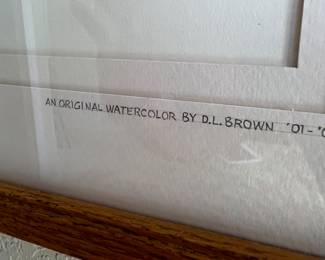 AN ORIGINAL WATERCOLOR BY D.L. BROWN '01-'